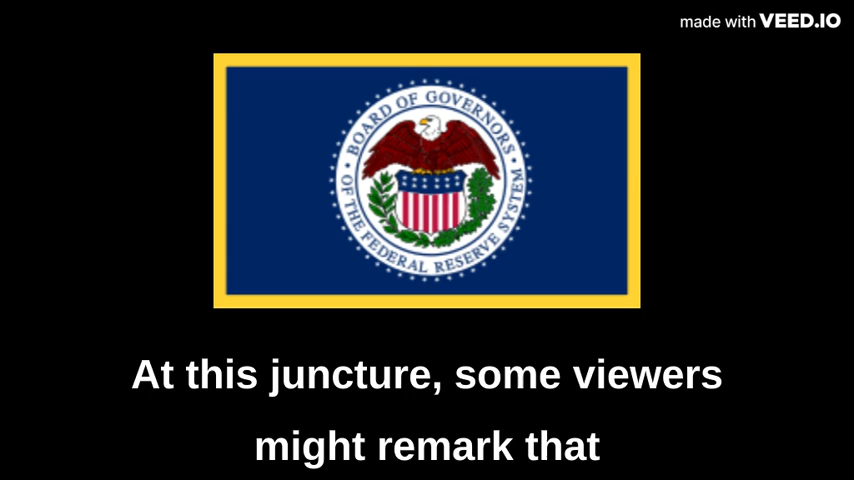 made with VEED.IO
BOARD OF GOVERNORS
OF THE FEDERAL RESERVE SYSTEM
At this juncture, some viewers
might remark that